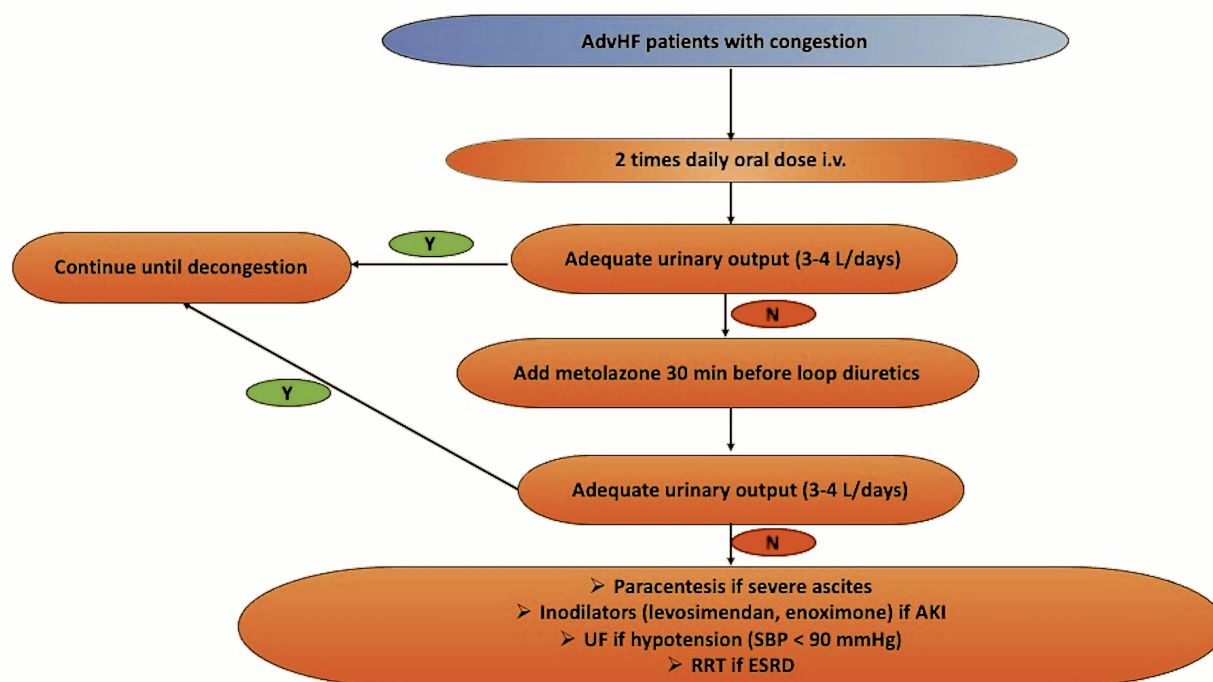 AdvHF patients with congestion
2 times daily oral dose i.v.
Adequate urinary output (3-4 L/days)
Y
Continue until decongestion
N
Add metolazone 30 min before loop diuretics
Y
Adequate urinary output (3-4 L/days)
N
➢ Paracentesis if severe ascites
➢ Inodilators (levosimendan, enoximone) if AKI
➢ UF if hypotension (SBP < 90 mmHg)
➢ RRT if ESRD